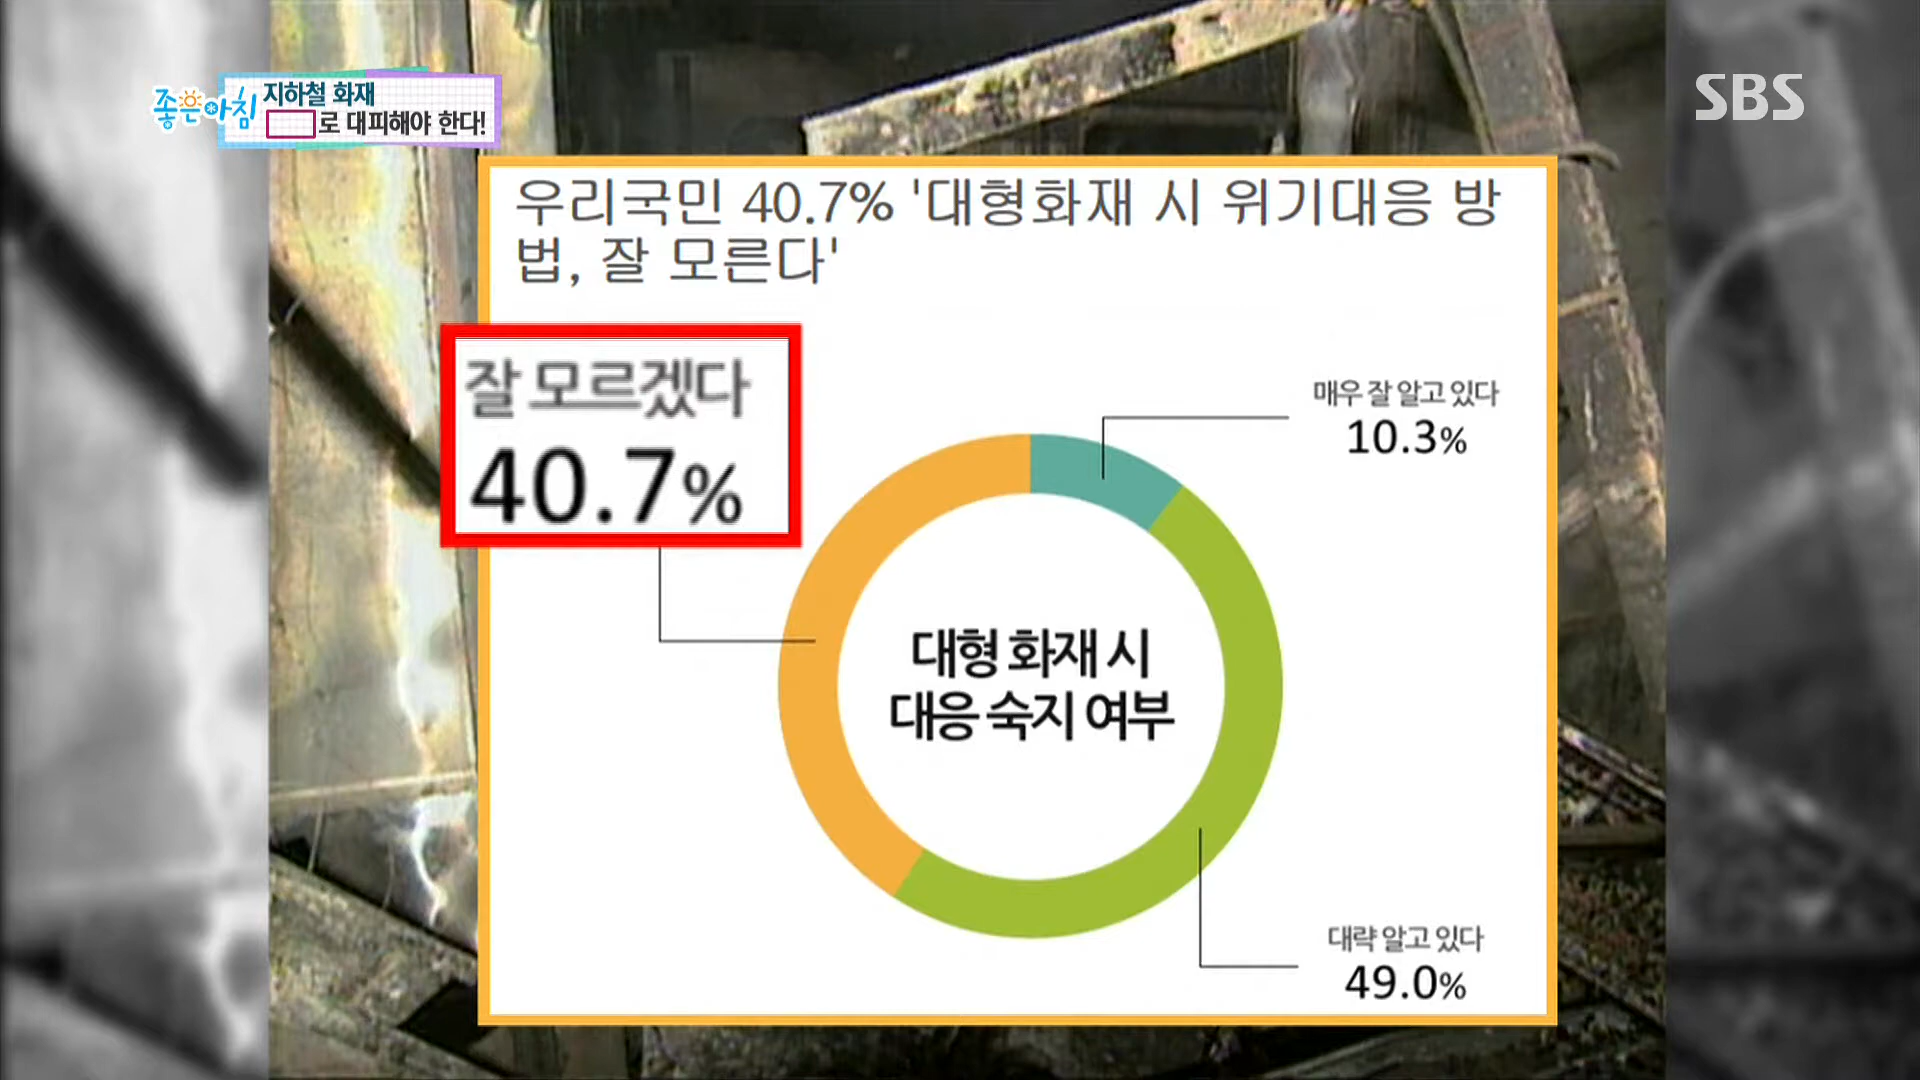 좋은아침
지하철 화재
로 대피해야 한다!
SBS
우리국민 40.7% '대형화재 시 위기대응 방
법, 잘 모른다'
잘 모르겠다
40.7%
매우 잘 알고 있다
10.3%
대형 화재 시
대응 숙지 여부
대략 알고 있다
49.0%